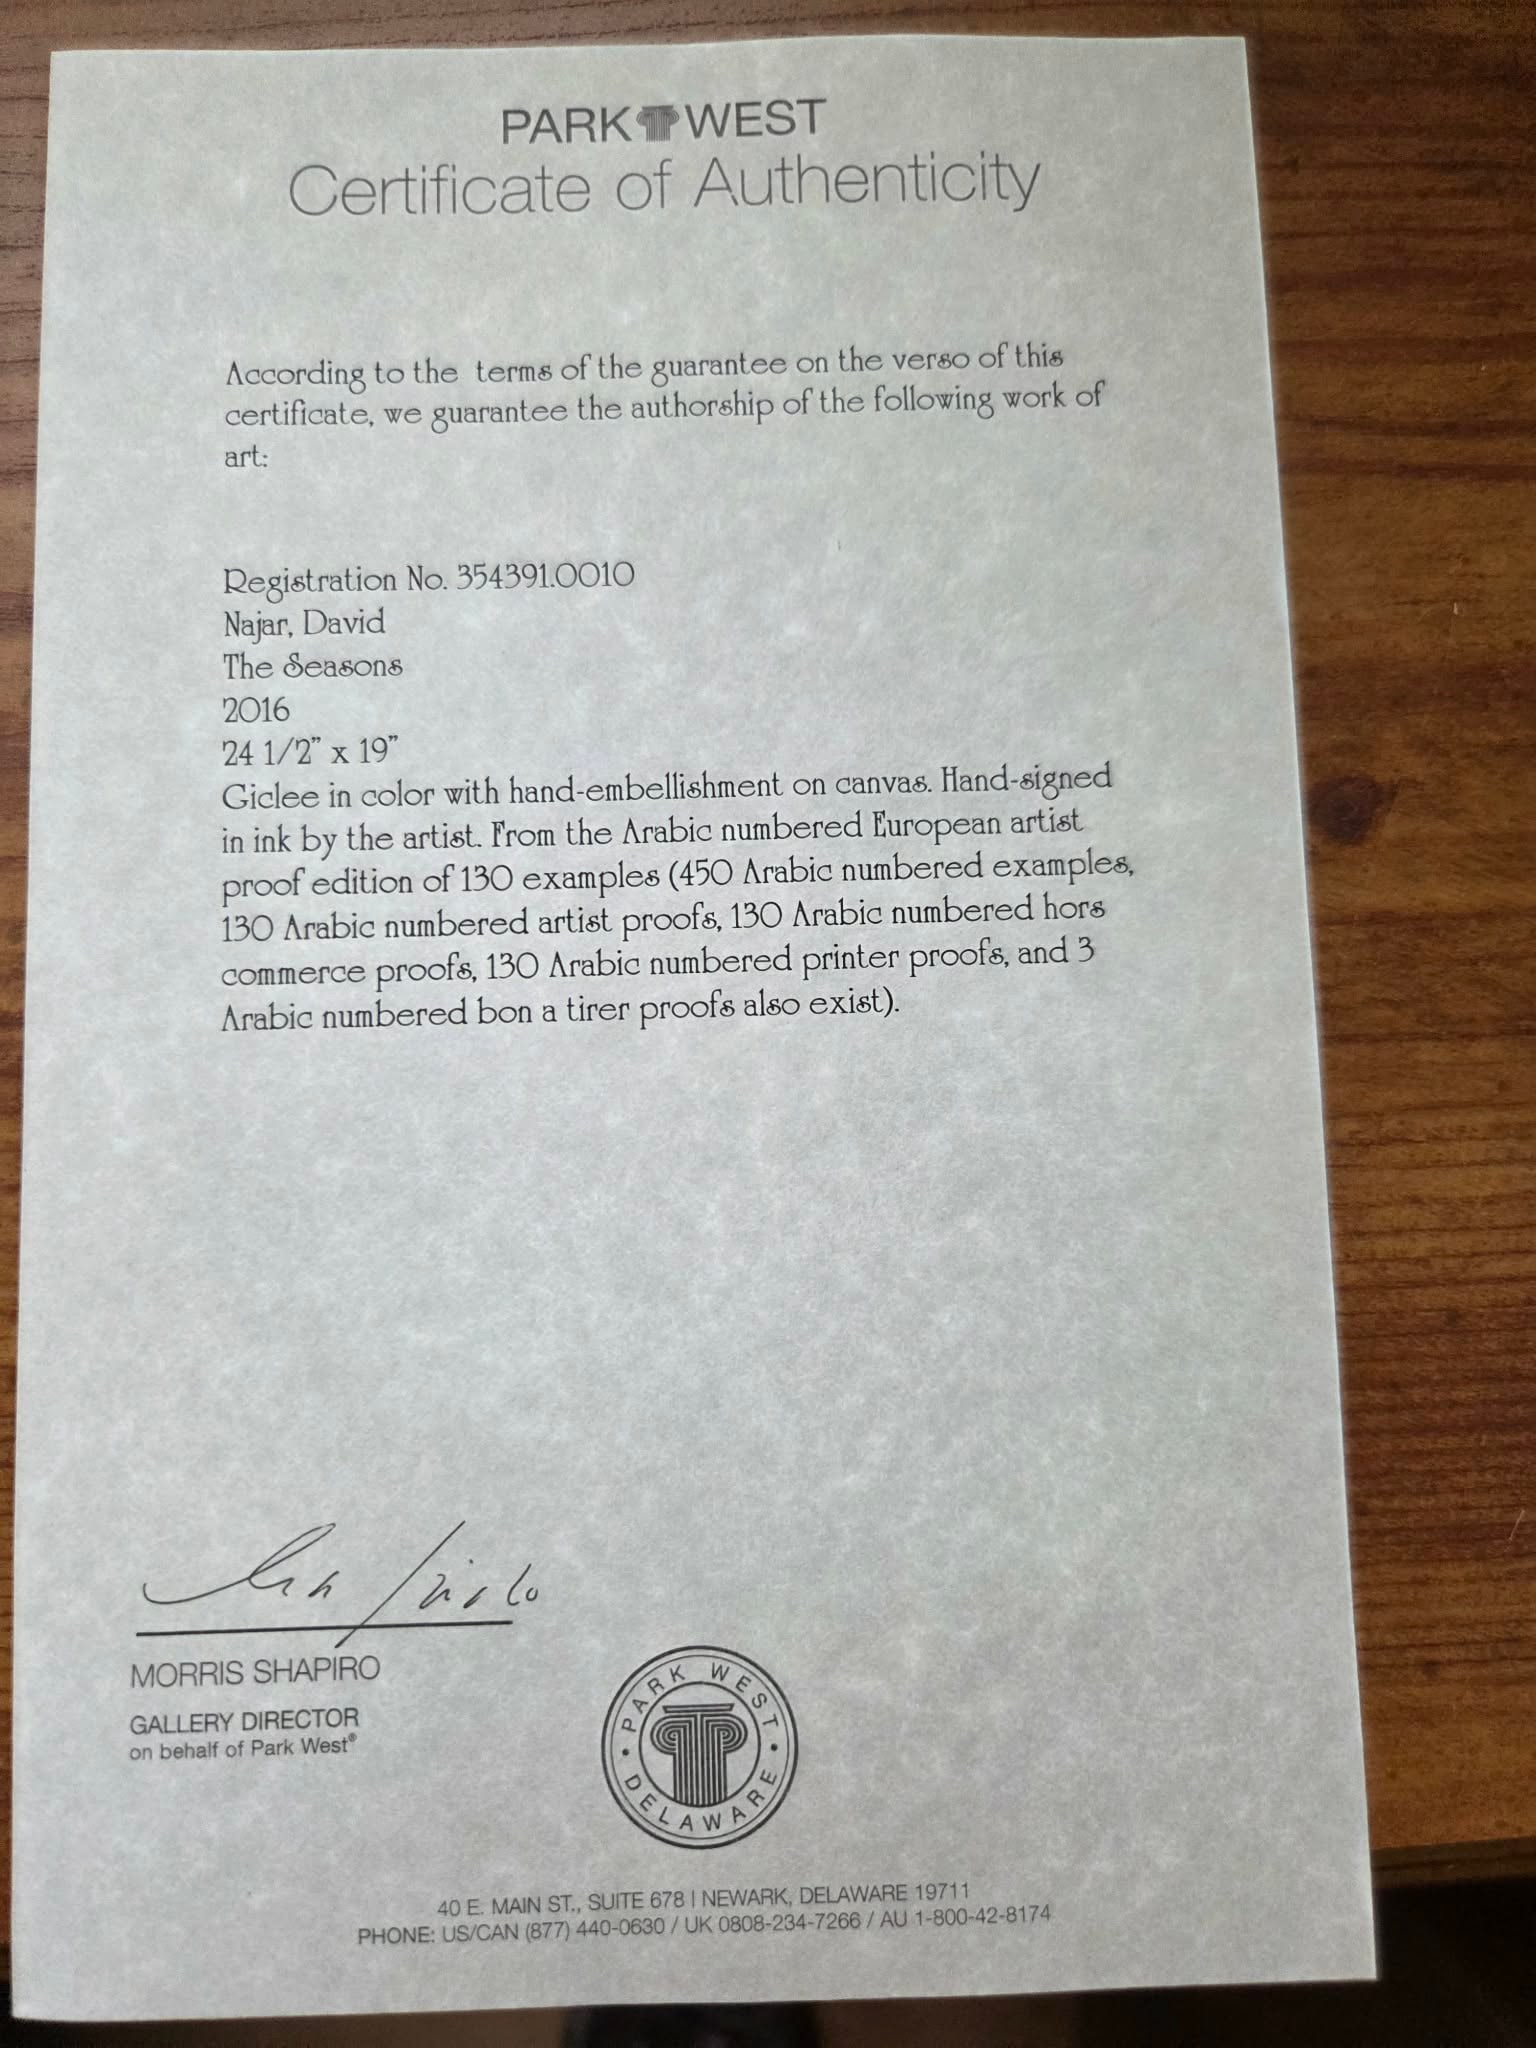 PARK WEST
Certificate of Authenticity
According to the terms of the guarantee on the verso of this
certificate, we guarantee the authorship of the following work of
art:
Registration No. 354391.0010
Najar, David
The Seasons
2016
24 1/2” x 19”
Giclee in color with hand-embellishment on canvas. Hand-signed
in ink by the artist. From the Arabic numbered European artist
proof edition of 130 examples (450 Arabic numbered examples,
130 Arabic numbered artist proofs, 130 Arabic numbered hors
commerce proofs, 130 Arabic numbered printer proofs, and 3
Arabic numbered bon a tirer proofs also exist).
MORRIS SHAPIRO
GALLERY DIRECTOR
on behalf of Park West®
PARK WEST
• DELAWARE •
40 E. MAIN ST., SUITE 678 | NEWARK, DELAWARE 19711
PHONE: US/CAN (877) 440-0630 / UK 0808-234-7266 / AU 1-800-42-8174